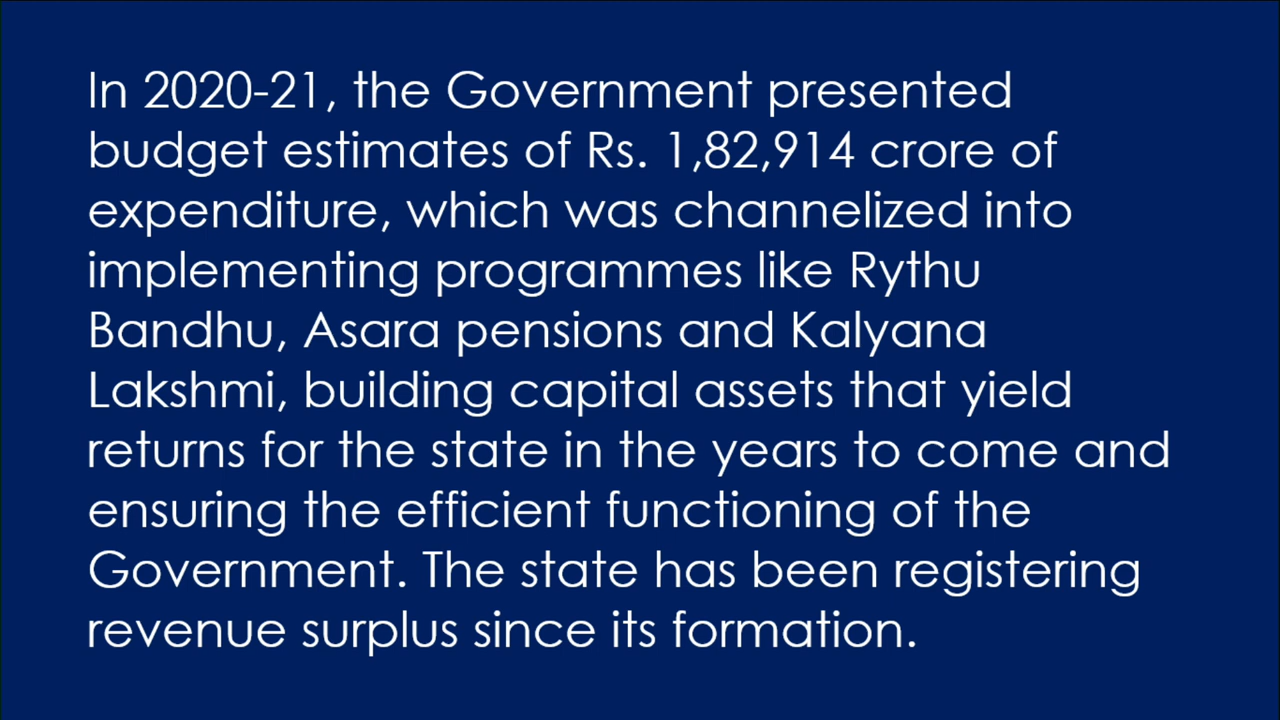 In 2020-21, the Government presented
budget estimates of Rs. 1,82,914 crore of
expenditure, which was channelized into
implementing programmes like Rythu
Bandhu, Asara pensions and Kalyana
Lakshmi, building capital assets that yield
returns for the state in the years to come and
ensuring the efficient functioning of the
Government. The state has been registering
revenue surplus since its formation.